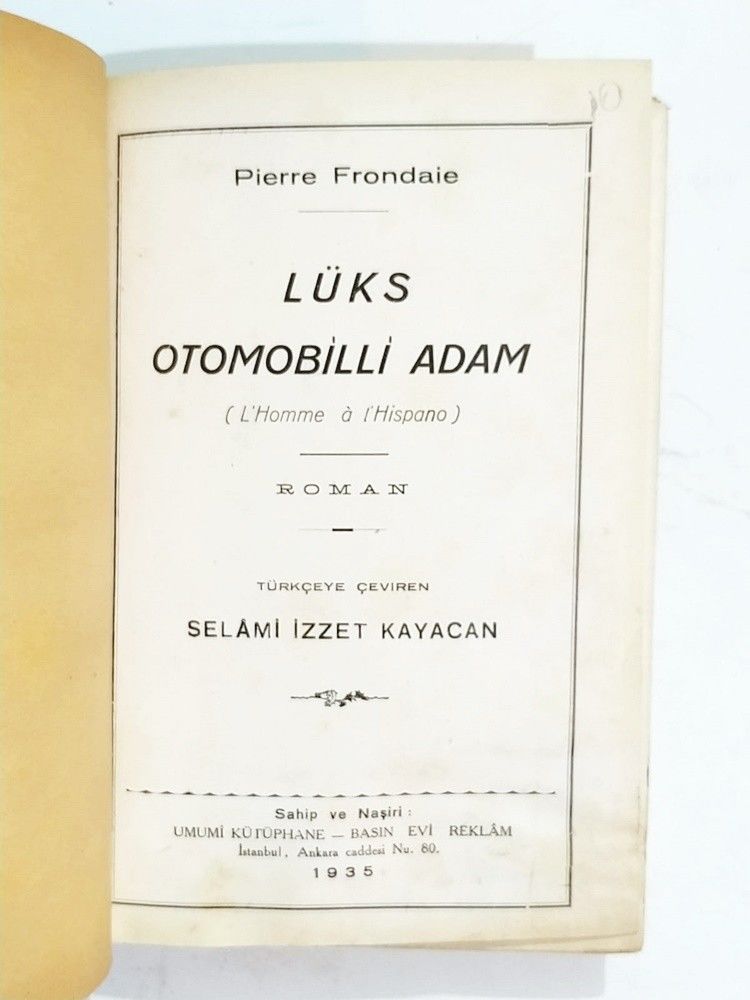 Pierre Frondaie
LÜKS
OTOMOBİLLİ ADAM
( L'Homme à l'Hispano )
ROMAN
TÜRKÇEYE ÇEVİREN
SELÂMİ İZZET KAYACAN
Sahip ve Naşiri :
UMUMİ KÜTÜPHANE — BASIN EVİ REKLÂM
İstanbul, Ankara caddesi Nu. 80.
1935